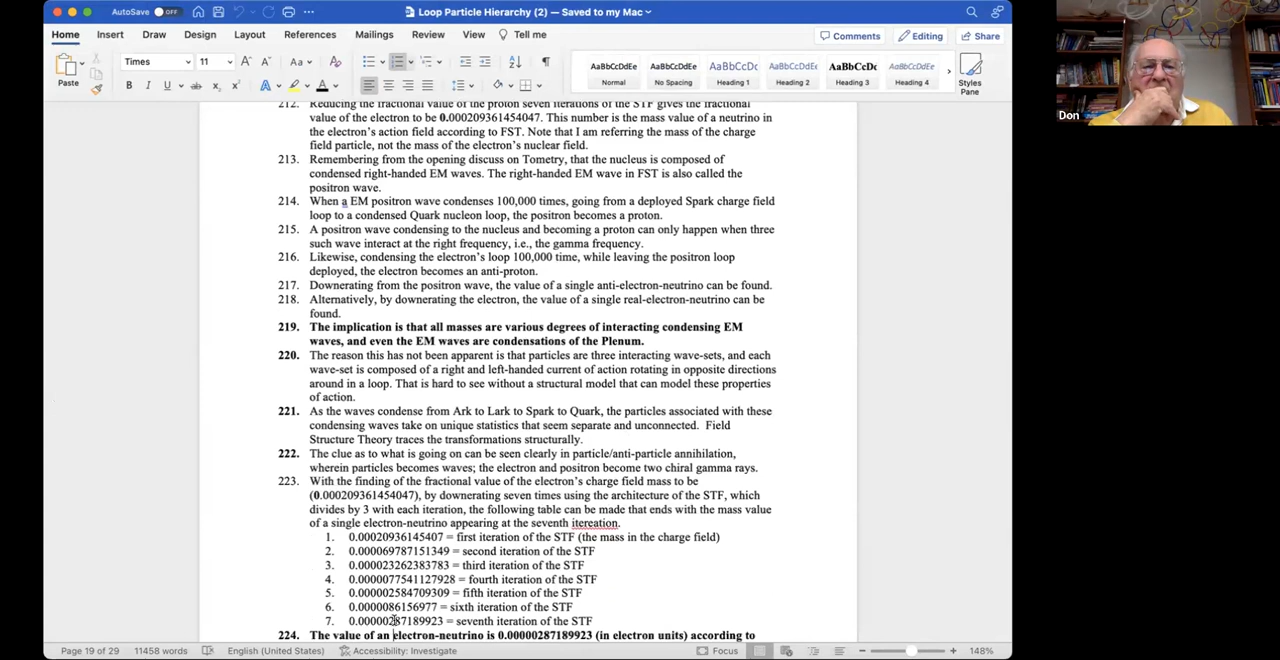 AutoSave OFF
Loop Particle Hierarchy (2) — Saved to my Mac
Home Insert Draw Design Layout References Mailings Review View Tell me
Comments Editing Share
Paste
Times 11
Aa
B I U ab x₂ x² A A
AaBbCcDdEe AaBbCcDdEe AaBbCcDc AaBbCcDdEe AaBbCcDc AaBbCcDdEe
Normal No Spacing Heading 1 Heading 2 Heading 3 Heading 4
Styles
Pane
Don
212. Reducing the fractional value of the proton seven iterations of the STF gives the fractional
value of the electron to be 0.000209361454047. This number is the mass value of a neutrino in
the electron's action field according to FST. Note that I am referring the mass of the charge
field particle, not the mass of the electron's nuclear field.
213. Remembering from the opening discuss on Tometry, that the nucleus is composed of
condensed right-handed EM waves. The right-handed EM wave in FST is also called the
positron wave.
214. When a EM positron wave condenses 100,000 times, going from a deployed Spark charge field
loop to a condensed Quark nucleon loop, the positron becomes a proton.
215. A positron wave condensing to the nucleus and becoming a proton can only happen when three
such wave interact at the right frequency, i.e., the gamma frequency.
216. Likewise, condensing the electron's loop 100,000 time, while leaving the positron loop
deployed, the electron becomes an anti-proton.
217. Downerating from the positron wave, the value of a single anti-electron-neutrino can be found.
218. Alternatively, by downerating the electron, the value of a single real-electron-neutrino can be
found.
219. The implication is that all masses are various degrees of interacting condensing EM
waves, and even the EM waves are condensations of the Plenum.
220. The reason this has not been apparent is that particles are three interacting wave-sets, and each
wave-set is composed of a right and left-handed current of action rotating in opposite directions
around in a loop. That is hard to see without a structural model that can model these properties
of action.
221. As the waves condense from Ark to Lark to Spark to Quark, the particles associated with these
condensing waves take on unique statistics that seem separate and unconnected. Field
Structure Theory traces the transformations structurally.
222. The clue as to what is going on can be seen clearly in particle/anti-particle annihilation,
wherein particles becomes waves; the electron and positron become two chiral gamma rays.
223. With the finding of the fractional value of the electron's charge field mass to be
(0.000209361454047), by downerating seven times using the architecture of the STF, which
divides by 3 with each iteration, the following table can be made that ends with the mass value
of a single electron-neutrino appearing at the seventh itereation.
1. 0.00020936145407 = first iteration of the STF (the mass in the charge field)
2. 0.000069787151349 = second iteration of the STF
3. 0.000023262383783 = third iteration of the STF
4. 0.0000077541127928 = fourth iteration of the STF
5. 0.000002584709309 = fifth iteration of the STF
6. 0.0000086156977 = sixth iteration of the STF
7. 0.00000287189923 = seventh iteration of the STF
224. The value of an electron-neutrino is 0.00000287189923 (in electron units) according to
Page 19 of 29 11458 words English (United States) Accessibility: Investigate Focus 148%